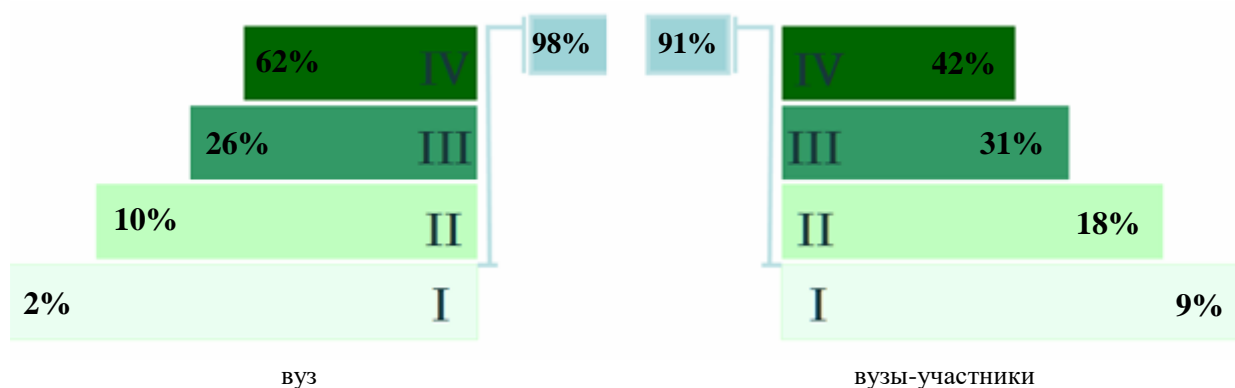 98% 91%
62% IV IV 42%
26% III III 31%
10% II II 18%
2% I I 9%
вуз вузы-участники